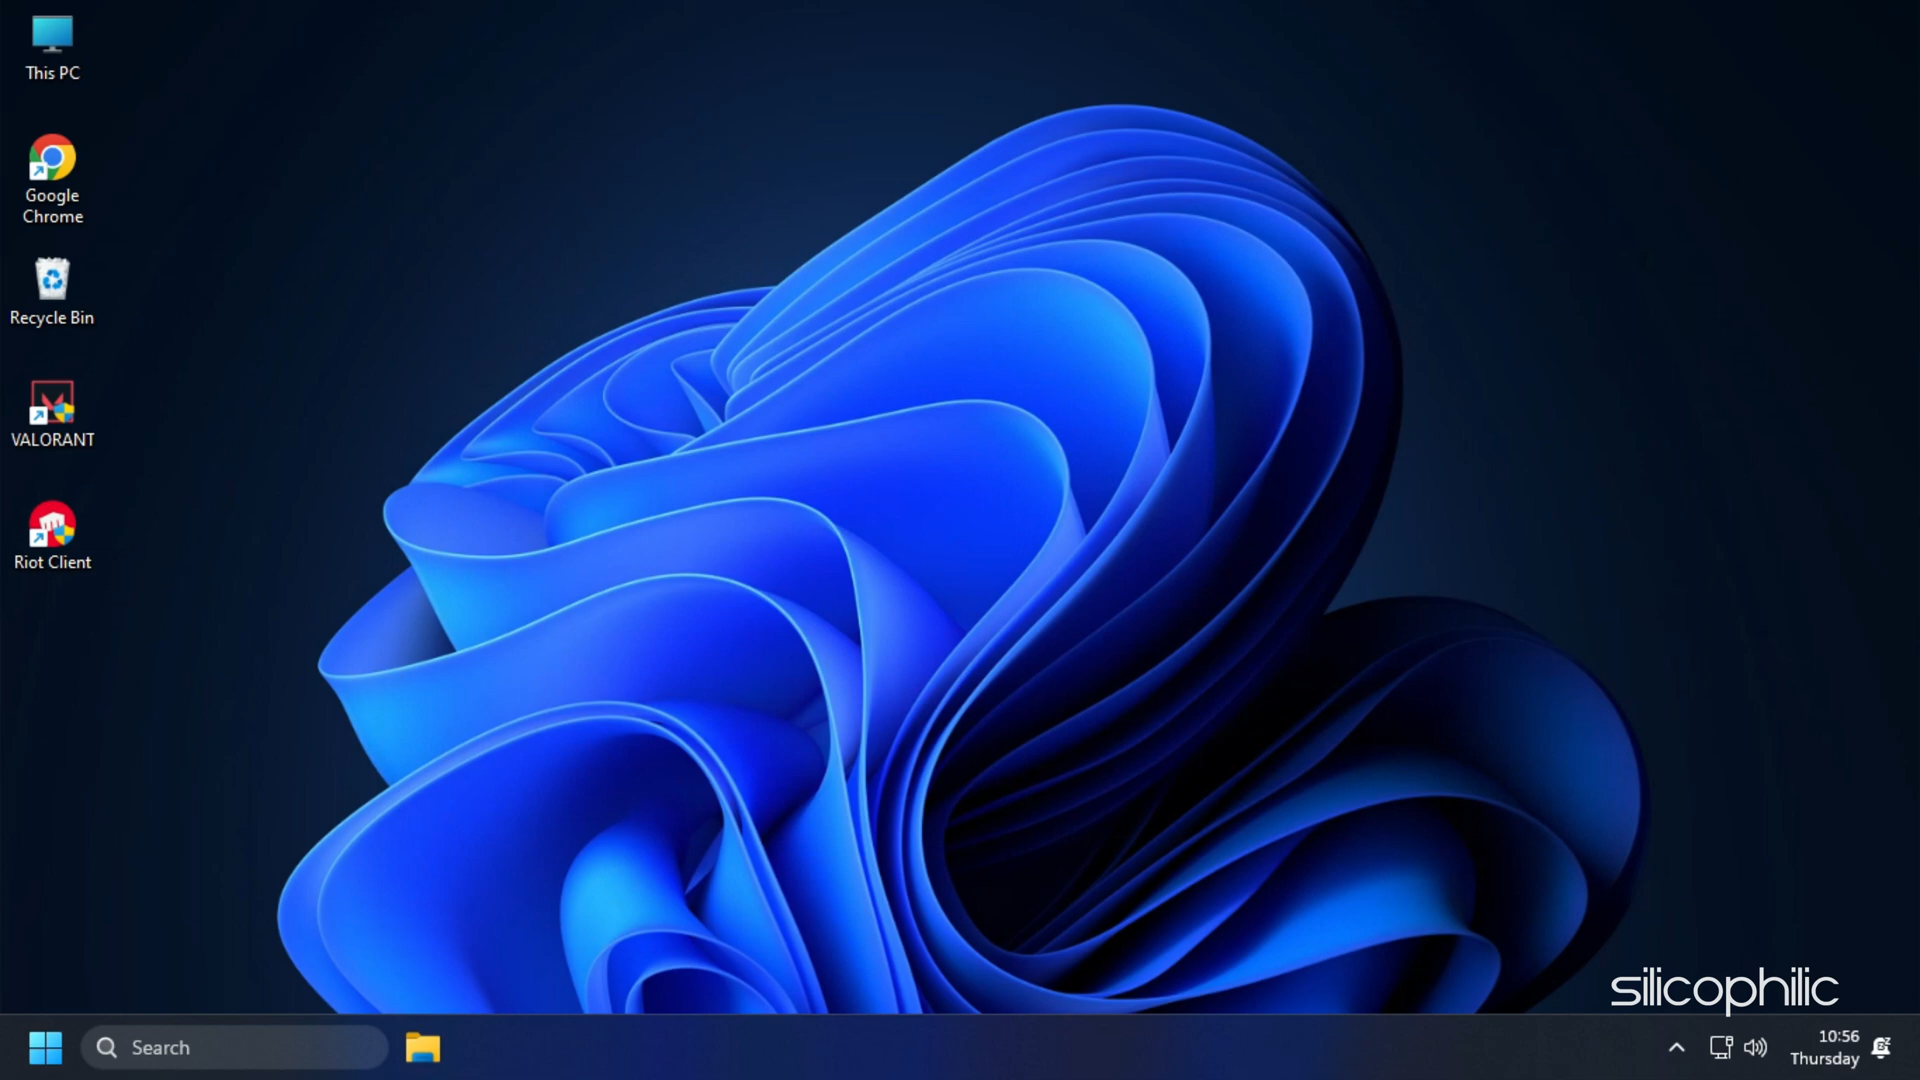 This PC
Google
Chrome
Recycle Bin
VALORANT
Riot Client
silicophilic
Search
10:56
Thursday